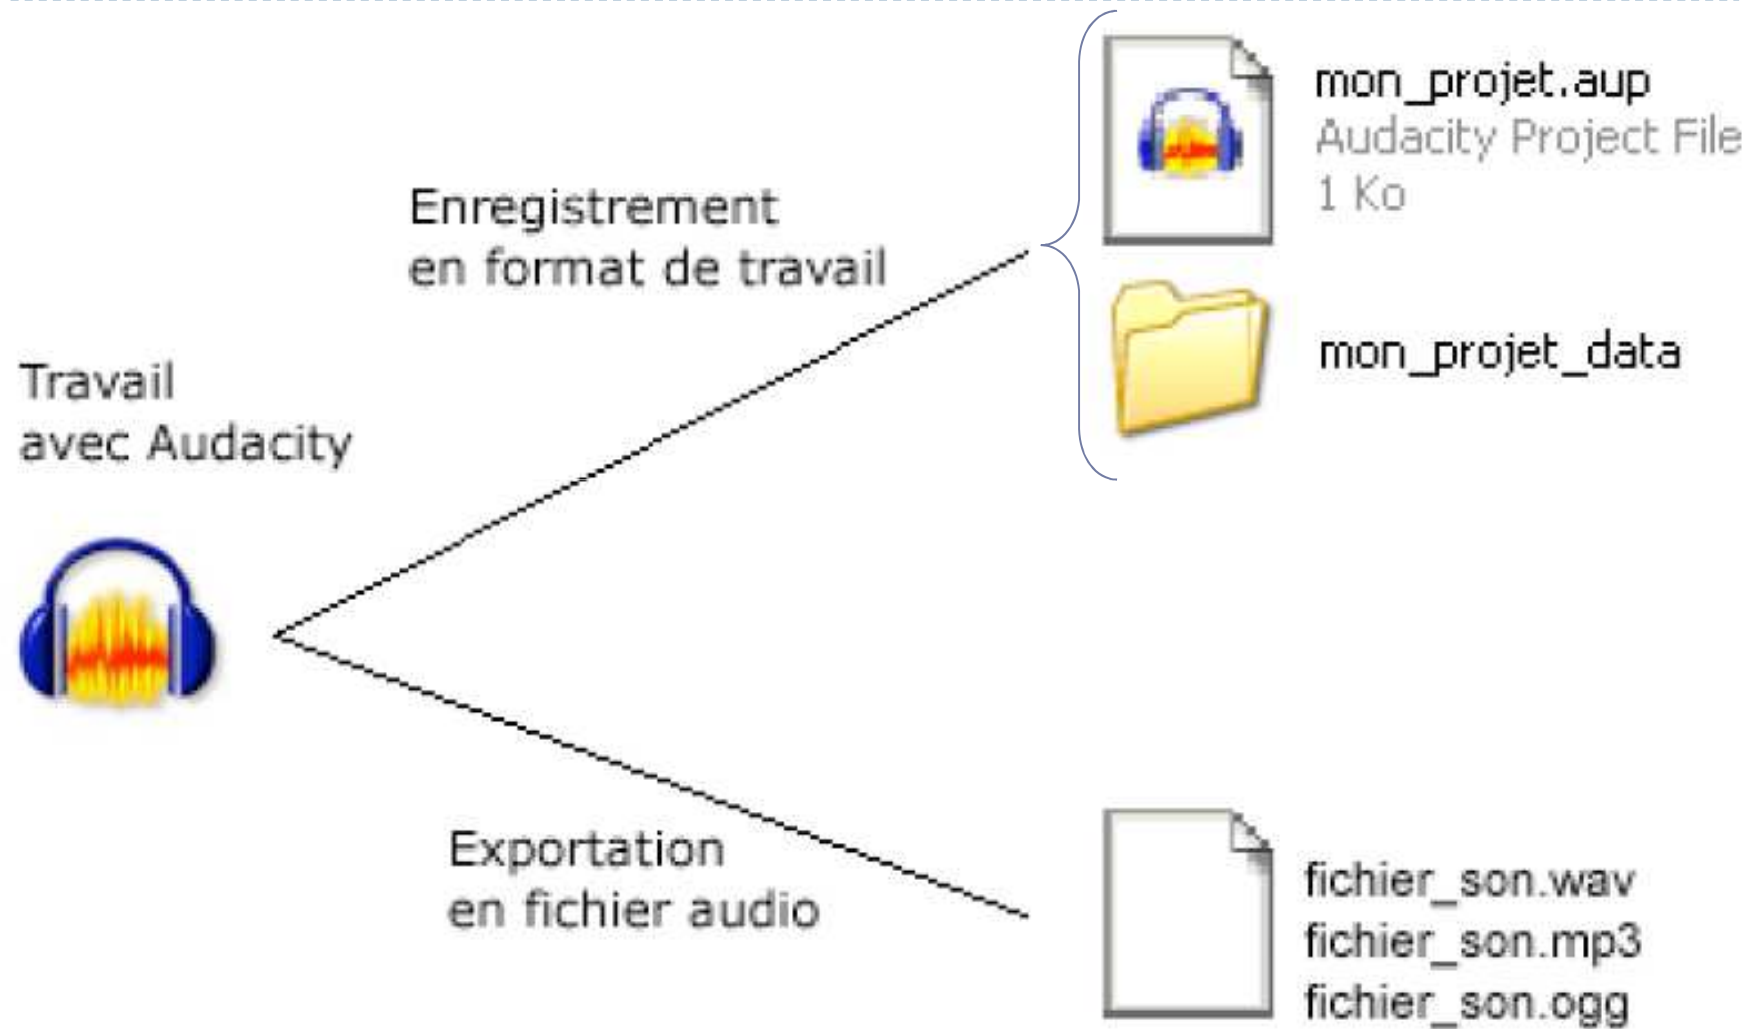 mon_projet.aup
Audacity Project File
1 Ko
Enregistrement
en format de travail
mon_projet_data
Travail
avec Audacity
Exportation
en fichier audio
fichier_son.wav
fichier_son.mp3
fichier_son.ogg